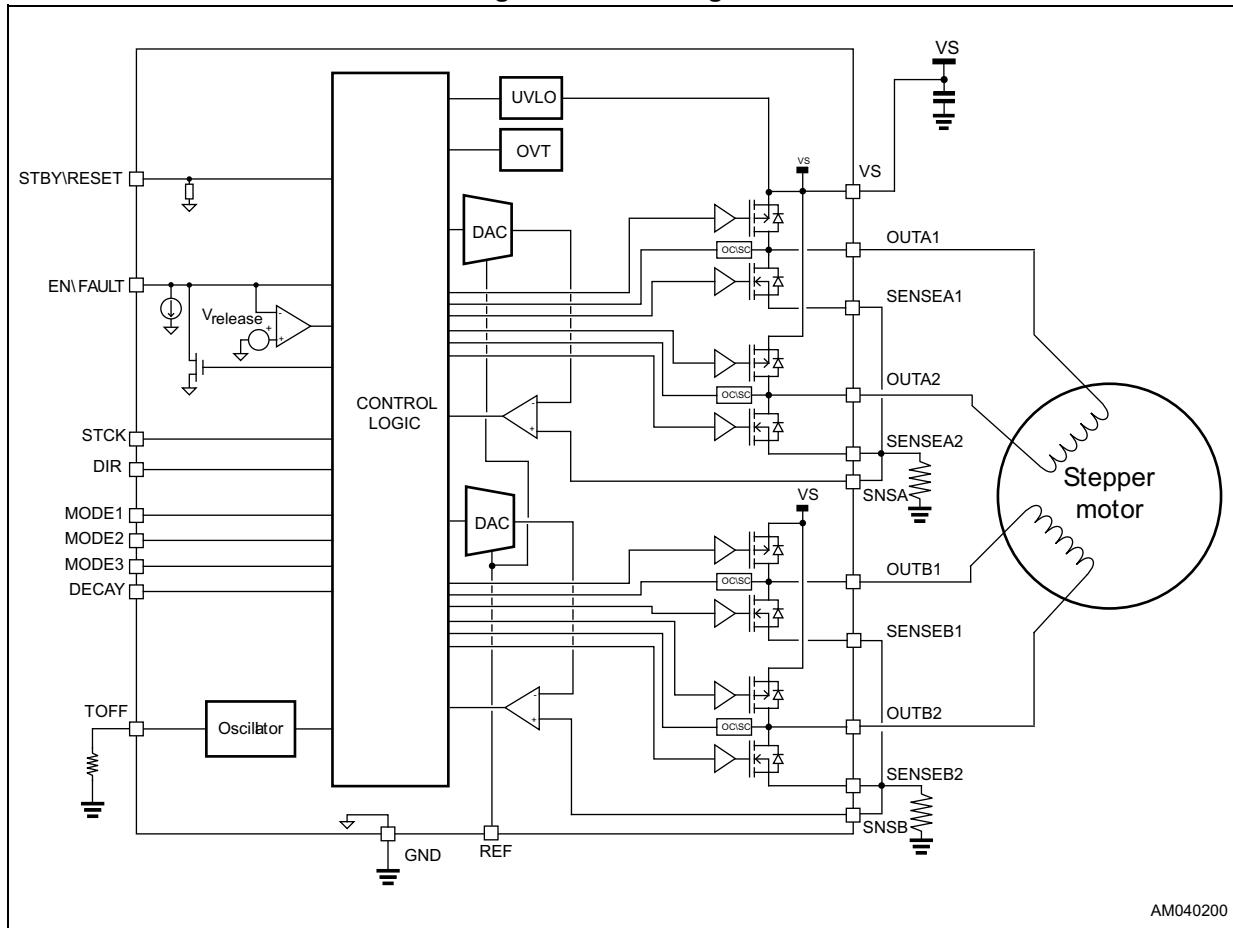 VS
UVLO
OVT
VS
VS
STBY\RESET
DAC
OUTA1
OC\SC
EN\FAULT
SENSEA1
Vrelease
-
+
+
OUTA2
OC\SC
CONTROL
LOGIC
-
+
STCK
SENSEA2
DIR
SNSA
Stepper
motor
VS
MODE1
DAC
MODE2
MODE3
OUTB1
OC\SC
DECAY
SENSEB1
-
+
TOFF
Oscillator
OUTB2
OC\SC
SENSEB2
SNSB
GND
REF
AM040200